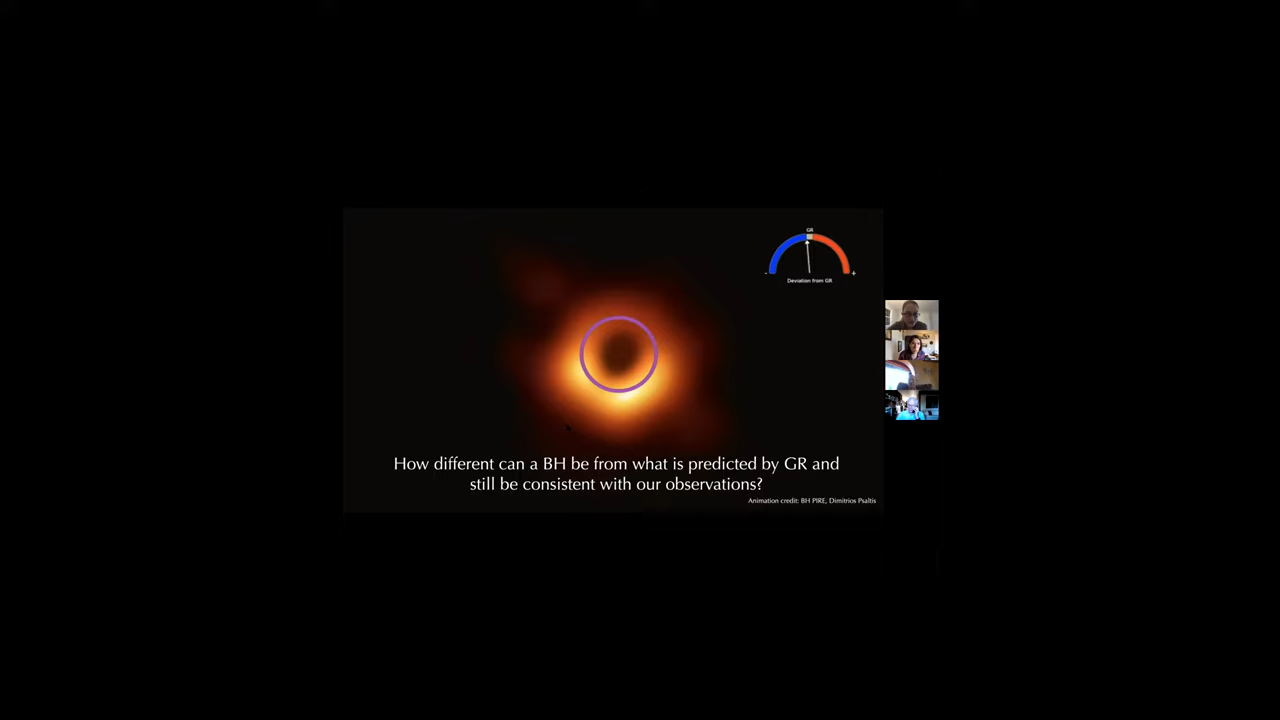 GR
- +
Deviation from GR
How different can a BH be from what is predicted by GR and
still be consistent with our observations?
Animation credit: BH PIRE, Dimitrios Psaltis